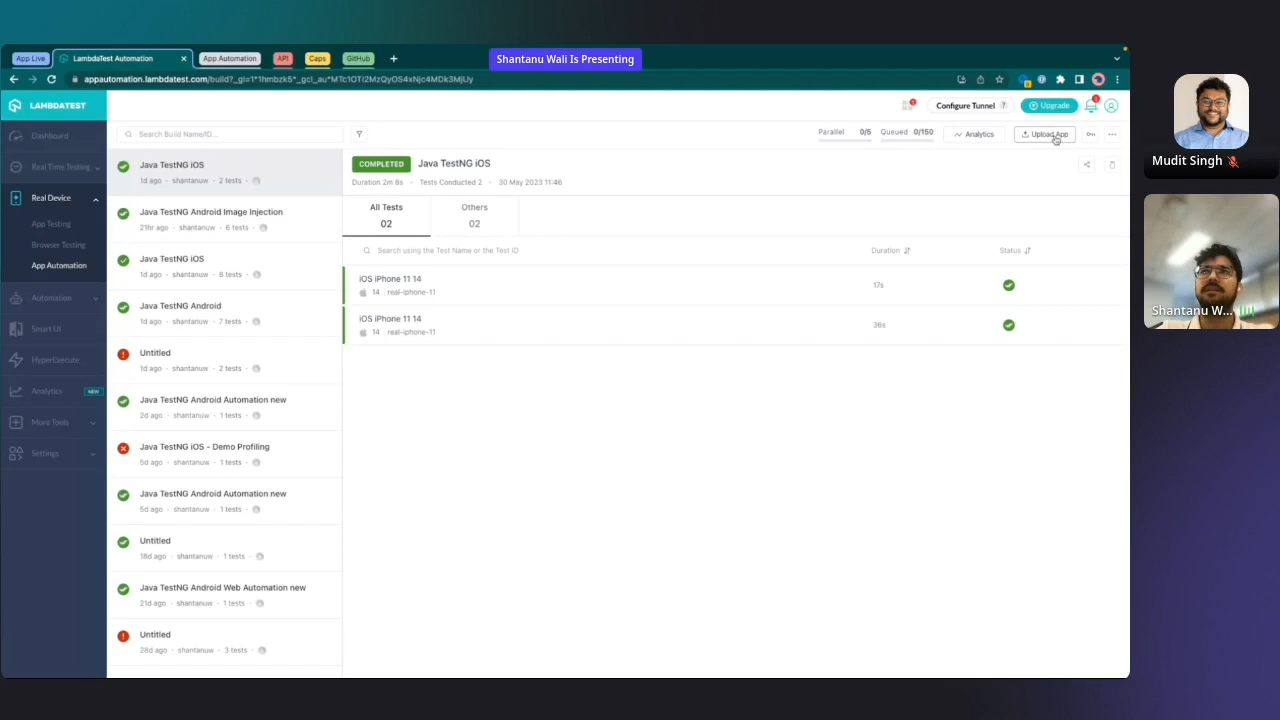 Shantanu Wali Is Presenting
App Live
LambdaTest Automation
App Automation
API
Caps
GitHub
appautomation.lambdatest.com/build?_gl=1*1hmbzk5*_gcl_au*MTc1OTI2MzQyOS4xNjc4MDk3MjUy
LAMBDATEST
Configure Tunnel ?
Upgrade
Dashboard
Real Time Testing
Real Device
App Testing
Browser Testing
App Automation
Automation
Smart UI
HyperExecute
Analytics NEW
More Tools
Settings
Search Build Name/ID...
Parallel 0/5 Queued 0/150
Analytics
Upload App
Java TestNG iOS
1d ago · shantanuw · 2 tests
Java TestNG Android Image Injection
21hr ago · shantanuw · 6 tests
Java TestNG iOS
1d ago · shantanuw · 8 tests
Java TestNG Android
1d ago · shantanuw · 7 tests
Untitled
1d ago · shantanuw · 2 tests
Java TestNG Android Automation new
2d ago · shantanuw · 1 tests
Java TestNG iOS - Demo Profiling
5d ago · shantanuw · 1 tests
Java TestNG Android Automation new
5d ago · shantanuw · 1 tests
Untitled
18d ago · shantanuw · 1 tests
Java TestNG Android Web Automation new
21d ago · shantanuw · 1 tests
Untitled
28d ago · shantanuw · 3 tests
COMPLETED Java TestNG iOS
Duration 2m 8s · Tests Conducted 2 · 30 May 2023 11:46
All Tests
02
Others
02
Search using the Test Name or the Test ID
Duration
Status
iOS iPhone 11 14
14 real-iphone-11
17s
iOS iPhone 11 14
14 real-iphone-11
36s
Mudit Singh
Shantanu W...